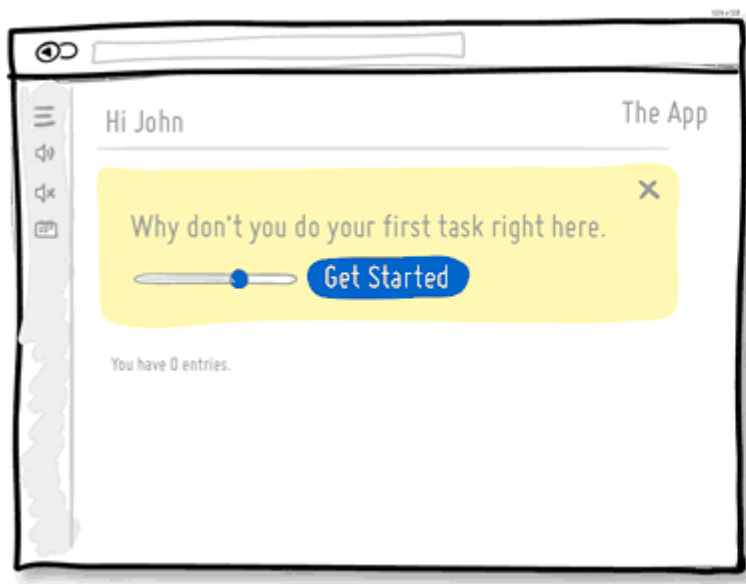 Hi John
The App
Why don't you do your first task right here.
Get Started
You have 0 entries.